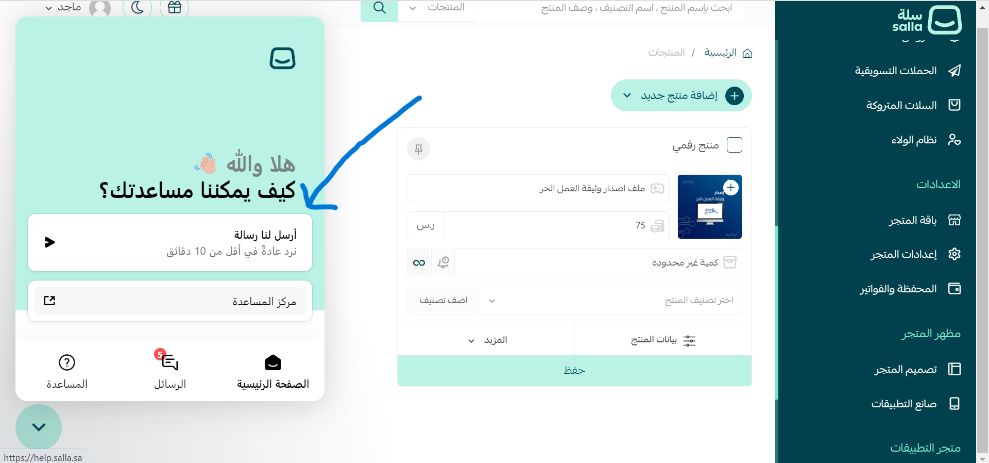 سلة
salla
الحملات التسويقية
السلات المتروكة
نظام الولاء
الاعدادات
باقة المتجر
إعدادات المتجر
المحفظة والفواتير
مظهر المتجر
تصميم المتجر
صانع التطبيقات
متجر التطبيقات
ابحث بإسم المنتج ، اسم التصنيف ، وصف المنتج
المنتجات
ماجد
الرئيسية / المنتجات
إضافة منتج جديد
منتج رقمي
ملف اصدار وثيقة العمل الحر
75
ر.س
كمية غير محدودة
اختر تصنيف المنتج
اضف تصنيف
بيانات المنتج
المزيد
حفظ
هلا والله 👋🏻
كيف يمكننا مساعدتك؟
أرسل لنا رسالة
نرد عادةً في أقل من 10 دقائق
مركز المساعدة
الصفحة الرئيسية
5
الرسائل
المساعدة
https://help.salla.sa